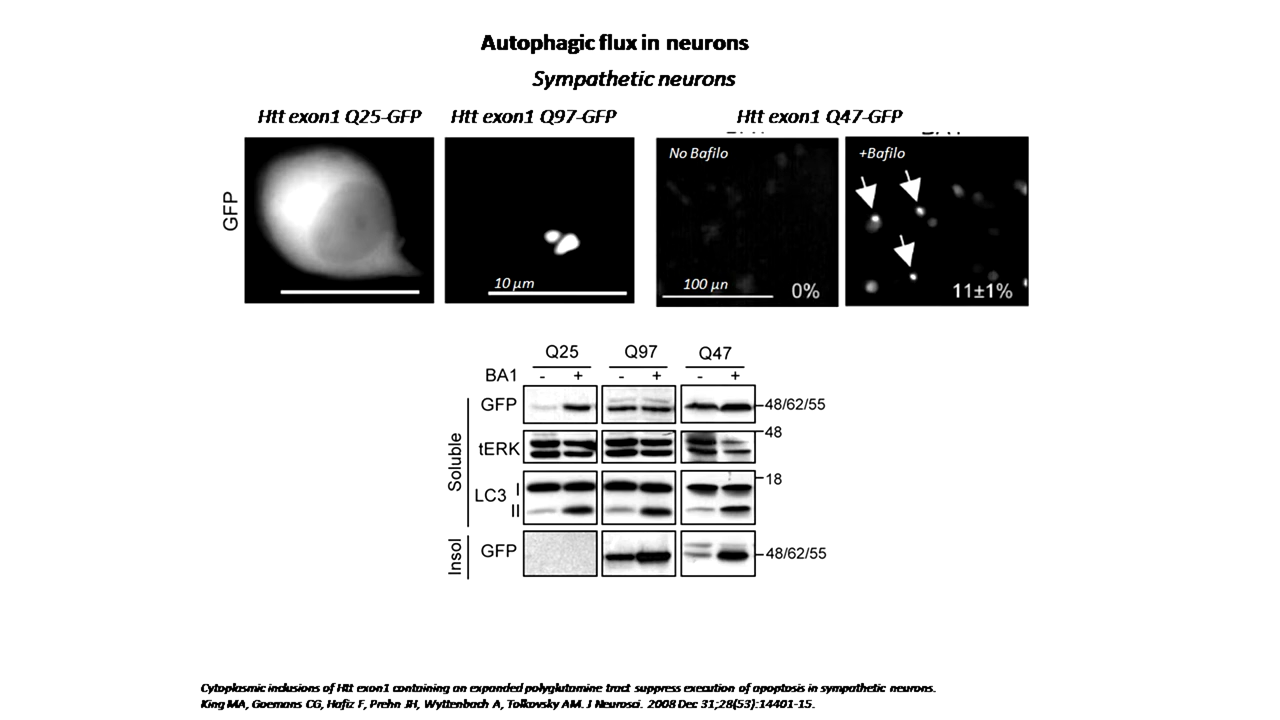 Autophagic flux in neurons
Sympathetic neurons
Htt exon1 Q25-GFP Htt exon1 Q97-GFP Htt exon1 Q47-GFP
GFP
No Bafilo
+Bafilo
10 µm
100 µn
0%
11±1%
Q25 Q97 Q47
BA1 - + - + - +
Soluble
GFP 48/62/55
48
tERK
18
LC3 I
II
Insol
GFP 48/62/55
Cytoplasmic inclusions of Htt exon1 containing an expanded polyglutamine tract suppress execution of apoptosis in sympathetic neurons.
King MA, Goemans CG, Hafiz F, Prehn JH, Wyttenbach A, Tolkovsky AM. J Neurosci. 2008 Dec 31;28(53):14401-15.